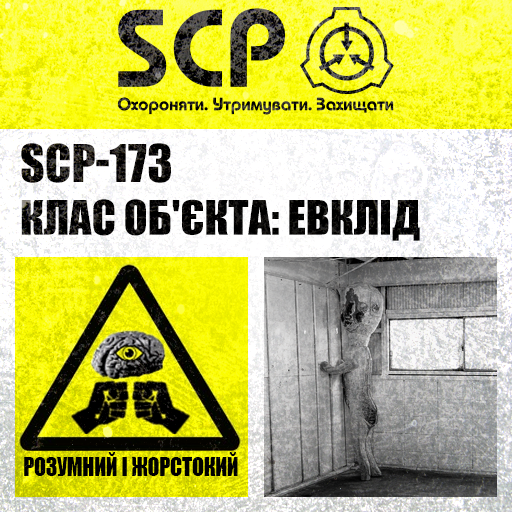 SCP
Охороняти. Утримувати. Захищати
SCP-173
КЛАС ОБ'ЄКТА: ЕВКЛІД
РОЗУМНИЙ І ЖОРСТОКИЙ